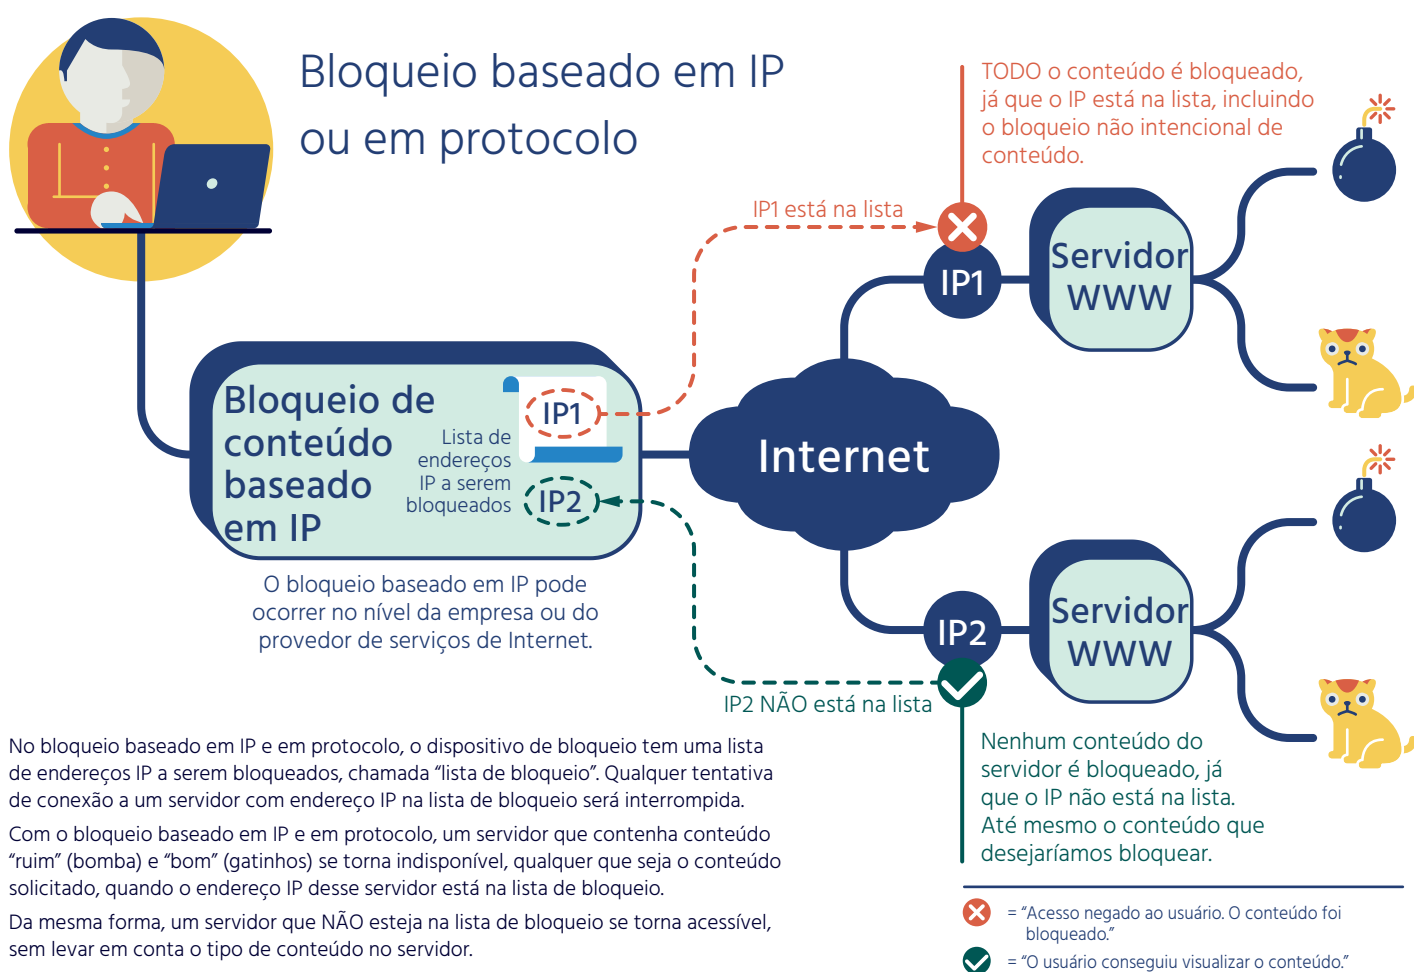 Bloqueio baseado em IP
ou em protocolo
TODO o conteúdo é bloqueado,
já que o IP está na lista, incluindo
o bloqueio não intencional de
conteúdo.
IP1 está na lista
IP1
Servidor
WWW
Bloqueio de
conteúdo
baseado
em IP
Lista de
endereços
IP a serem
bloqueados
IP1
IP2
Internet
O bloqueio baseado em IP pode
ocorrer no nível da empresa ou do
provedor de serviços de Internet.
IP2
Servidor
WWW
IP2 NÃO está na lista
Nenhum conteúdo do
servidor é bloqueado, já
que o IP não está na lista.
Até mesmo o conteúdo que
desejaríamos bloquear.
No bloqueio baseado em IP e em protocolo, o dispositivo de bloqueio tem uma lista
de endereços IP a serem bloqueados, chamada “lista de bloqueio”. Qualquer tentativa
de conexão a um servidor com endereço IP na lista de bloqueio será interrompida.
Com o bloqueio baseado em IP e em protocolo, um servidor que contenha conteúdo
“ruim” (bomba) e “bom” (gatinhos) se torna indisponível, qualquer que seja o conteúdo
solicitado, quando o endereço IP desse servidor está na lista de bloqueio.
Da mesma forma, um servidor que NÃO esteja na lista de bloqueio se torna acessível,
sem levar em conta o tipo de conteúdo no servidor.
= “Acesso negado ao usuário. O conteúdo foi
bloqueado.”
= “O usuário conseguiu visualizar o conteúdo.”